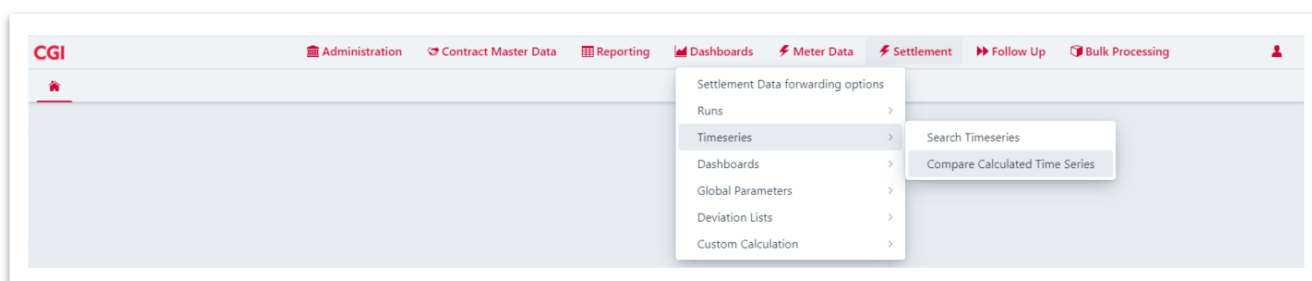 CGI
Administration
Contract Master Data
Reporting
Dashboards
Meter Data
Settlement
Follow Up
Bulk Processing
Settlement Data forwarding options
Runs
Timeseries
Dashboards
Global Parameters
Deviation Lists
Custom Calculation
Search Timeseries
Compare Calculated Time Series